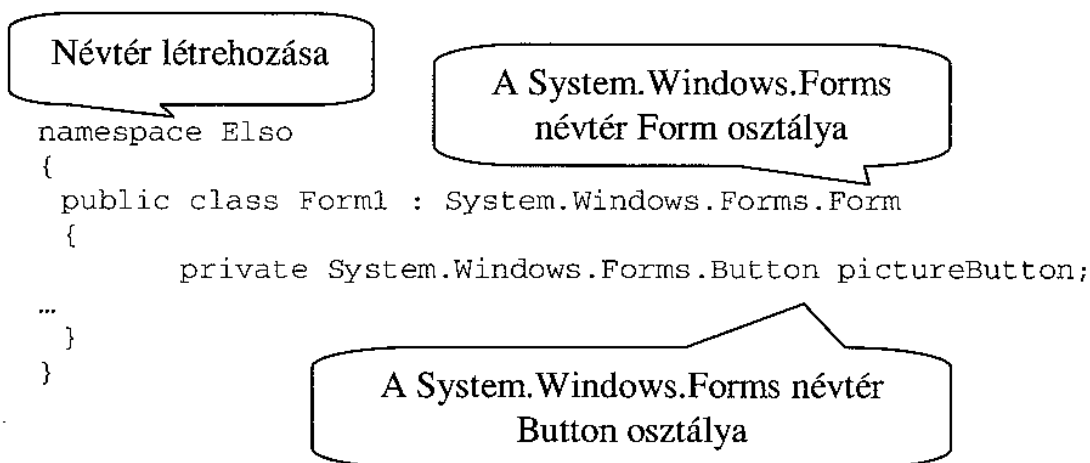 Névtér létrehozása
A System.Windows.Forms
névtér Form osztálya
namespace Elso
{
public class Form1 : System.Windows.Forms.Form
{
private System.Windows.Forms.Button pictureButton;
…
}
}
A System.Windows.Forms névtér
Button osztálya